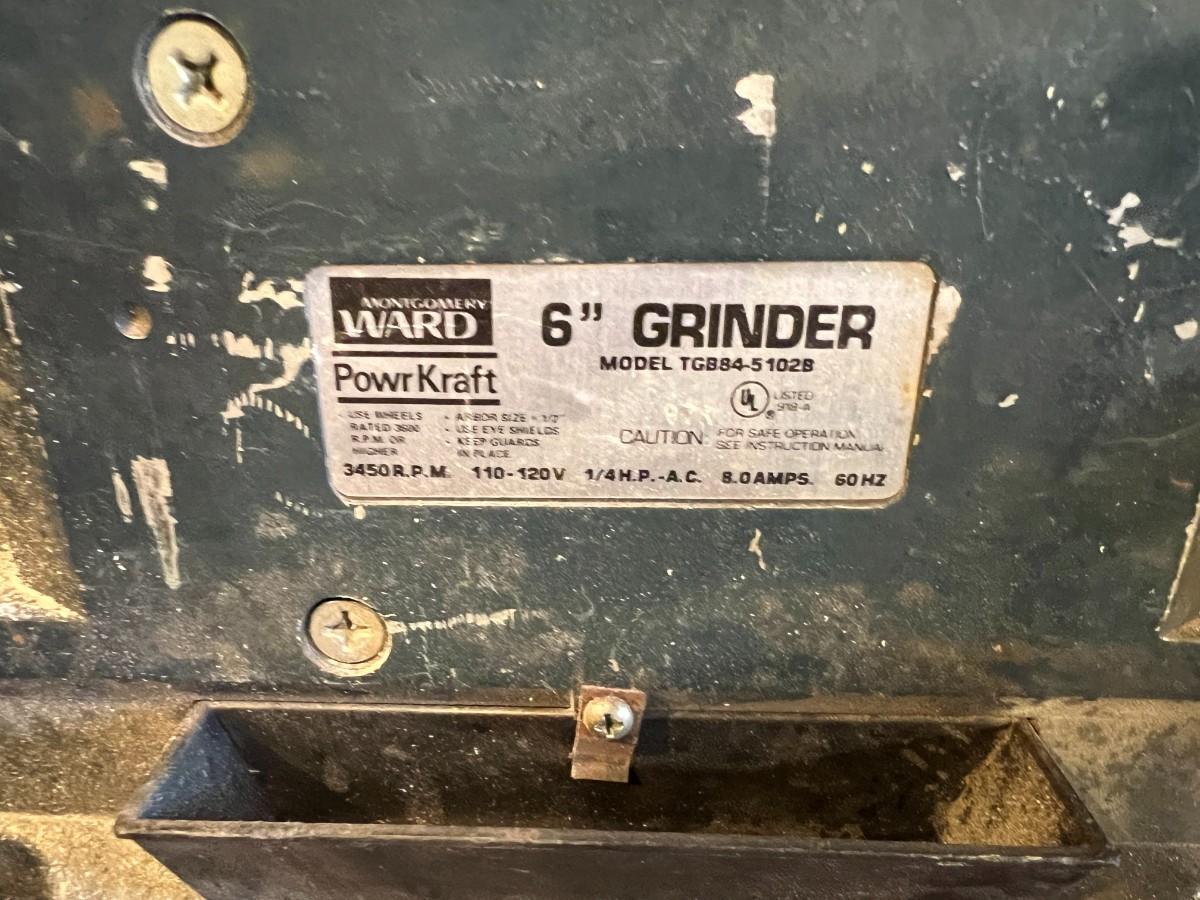 MONTGOMERY
WARD
PowrKraft
6" GRINDER
MODEL TGB84-5102B
UL ® LISTED
918-A
· USE WHEELS
RATED 3600
R.P.M. OR
HIGHER
· ARBOR SIZE = 1/2"
· USE EYE SHIELDS
· KEEP GUARDS
IN PLACE
CAUTION: FOR SAFE OPERATION
SEE INSTRUCTION MANUAL
3450 R.P.M. 110-120V 1/4 H.P.-A.C. 8.0 AMPS. 60 HZ